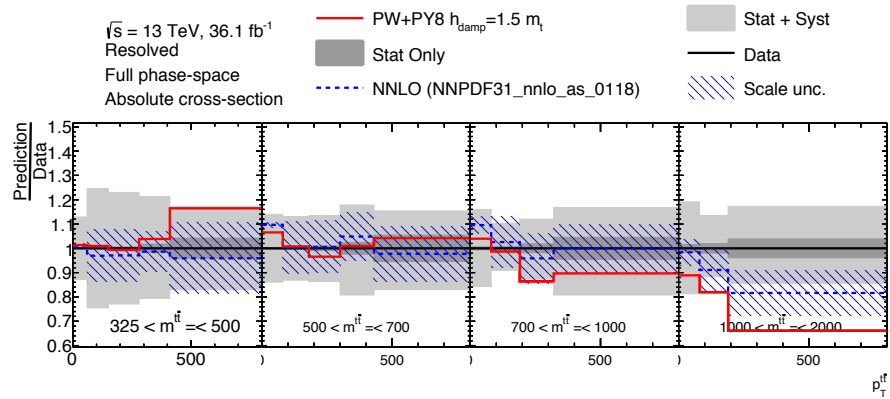 √s = 13 TeV, 36.1 fb⁻¹
Resolved
Full phase-space
Absolute cross-section
PW+PY8 h_damp=1.5 m_t
Stat Only
NNLO (NNPDF31_nnlo_as_0118)
Stat + Syst
Data
Scale unc.
Prediction
Data
1.5
1.4
1.3
1.2
1.1
1
0.9
0.8
0.7
0.6
325 < m^{tt̄} =< 500
500 < m^{tt̄} =< 700
700 < m^{tt̄} =< 1000
1000 < m^{tt̄} =< 2000
0 500 0 500 0 500 0 500
p_T^{tt̄}